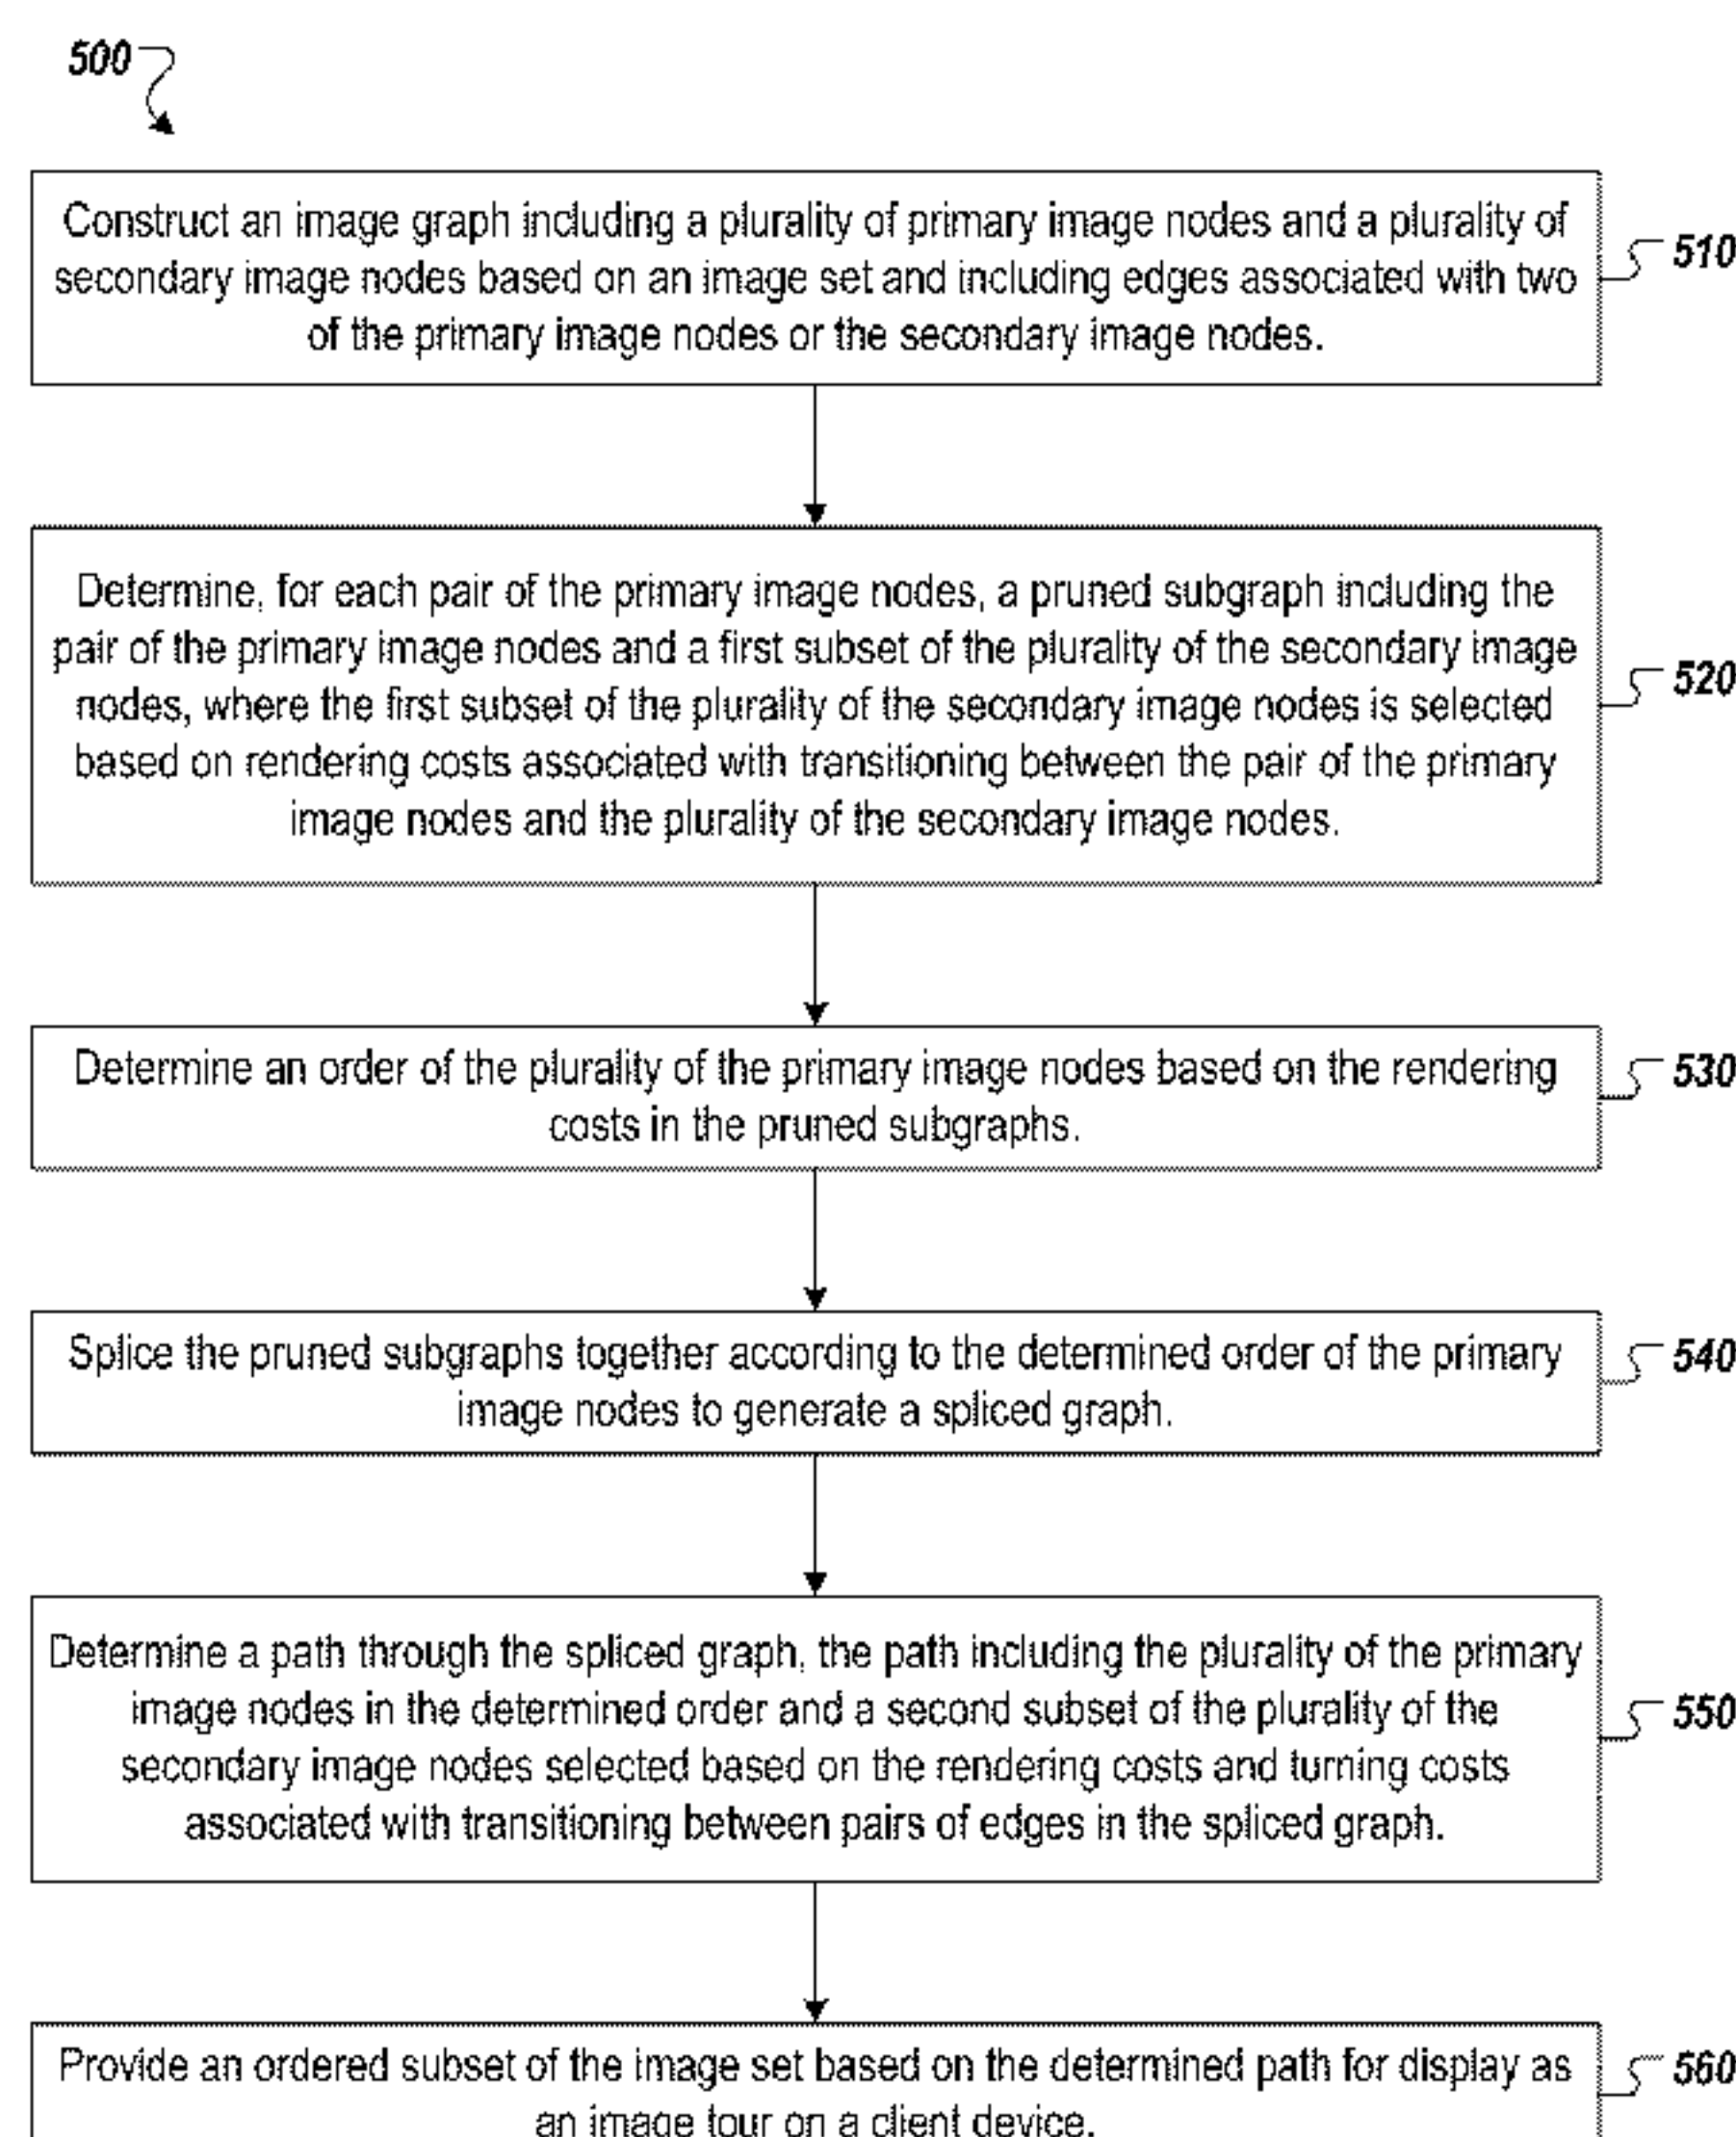 500
Construct an image graph including a plurality of primary image nodes and a plurality of
secondary image nodes based on an image set and including edges associated with two
of the primary image nodes or the secondary image nodes.
510
Determine, for each pair of the primary image nodes, a pruned subgraph including the
pair of the primary image nodes and a first subset of the plurality of the secondary image
nodes, where the first subset of the plurality of the secondary image nodes is selected
based on rendering costs associated with transitioning between the pair of the primary
image nodes and the plurality of the secondary image nodes.
520
Determine an order of the plurality of the primary image nodes based on the rendering
costs in the pruned subgraphs.
530
Splice the pruned subgraphs together according to the determined order of the primary
image nodes to generate a spliced graph.
540
Determine a path through the spliced graph, the path including the plurality of the primary
image nodes in the determined order and a second subset of the plurality of the
secondary image nodes selected based on the rendering costs and turning costs
associated with transitioning between pairs of edges in the spliced graph.
550
Provide an ordered subset of the image set based on the determined path for display as
an image tour on a client device.
560